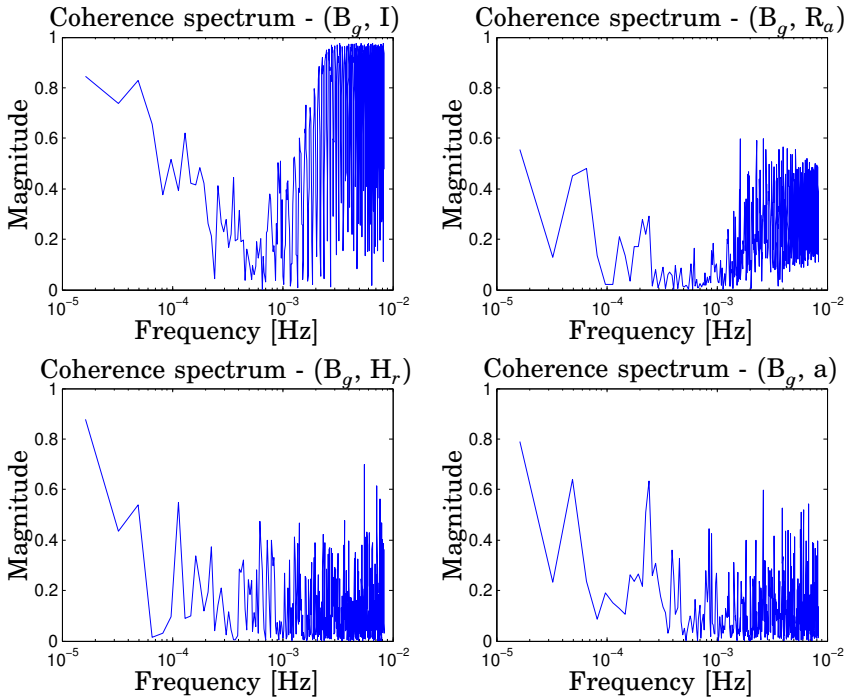 Coherence spectrum - (B_g, I)
1
0.8
0.6
0.4
0.2
0
Magnitude
10^-5 10^-4 10^-3 10^-2
Frequency [Hz]
Coherence spectrum - (B_g, R_a)
1
0.8
0.6
0.4
0.2
0
Magnitude
10^-5 10^-4 10^-3 10^-2
Frequency [Hz]
Coherence spectrum - (B_g, H_r)
1
0.8
0.6
0.4
0.2
0
Magnitude
10^-5 10^-4 10^-3 10^-2
Frequency [Hz]
Coherence spectrum - (B_g, a)
1
0.8
0.6
0.4
0.2
0
Magnitude
10^-5 10^-4 10^-3 10^-2
Frequency [Hz]